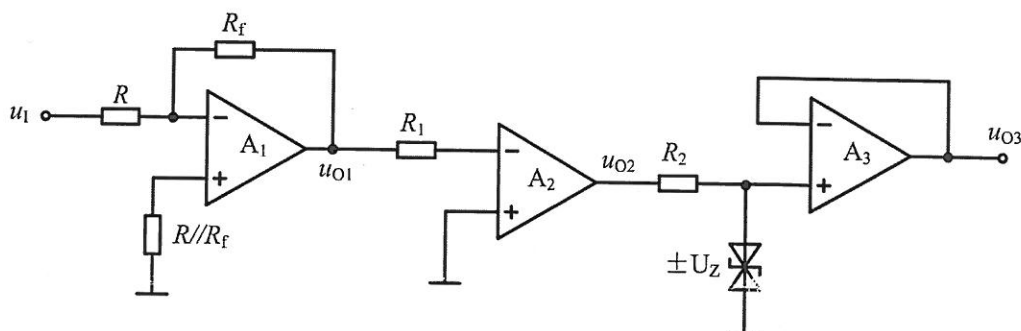 R_f
u_I
R
−
A_1
+
u_O1
R//R_f
R_1
−
A_2
+
u_O2
R_2
−
A_3
+
u_O3
±U_Z